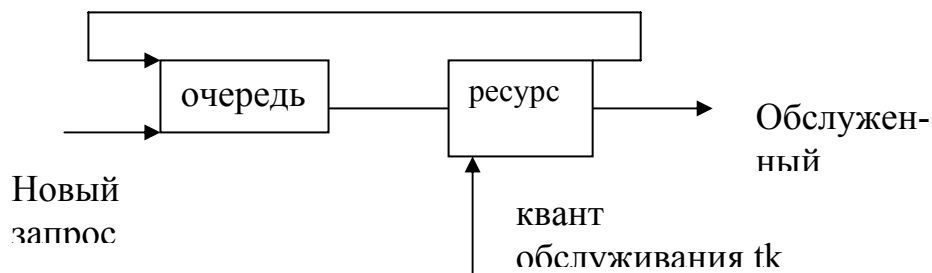 очередь
ресурс
Обслужен-
ный
Новый
запрос
квант
обслуживания tk